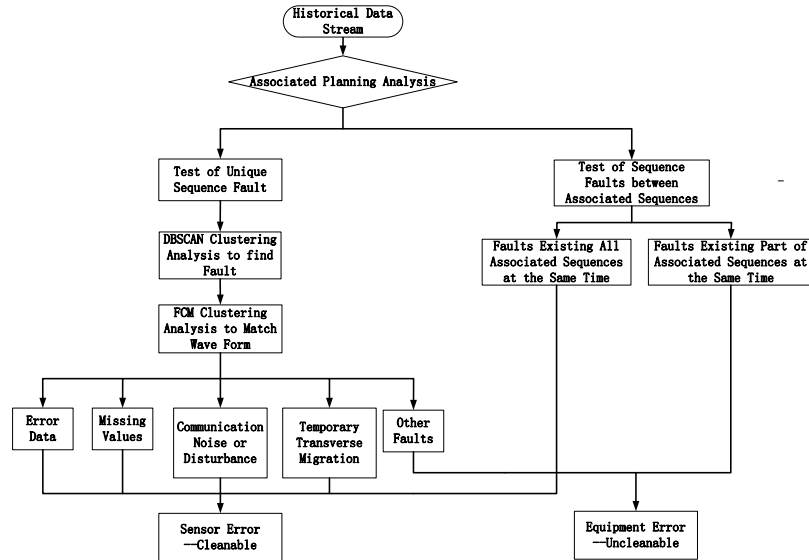 Historical Data
Stream
Associated Planning Analysis
Test of Unique
Sequence Fault
Test of Sequence
Faults between
Associated Sequences
DBSCAN Clustering
Analysis to find
Fault
Faults Existing All
Associated Sequences
at the Same Time
Faults Existing Part of
Associated Sequences at
the Same Time
FCM Clustering
Analysis to Match
Wave Form
Error
Data
Missing
Values
Communication
Noise or
Disturbance
Temporary
Transverse
Migration
Other
Faults
Sensor Error
--Cleanable
Equipment Error
--Uncleanable